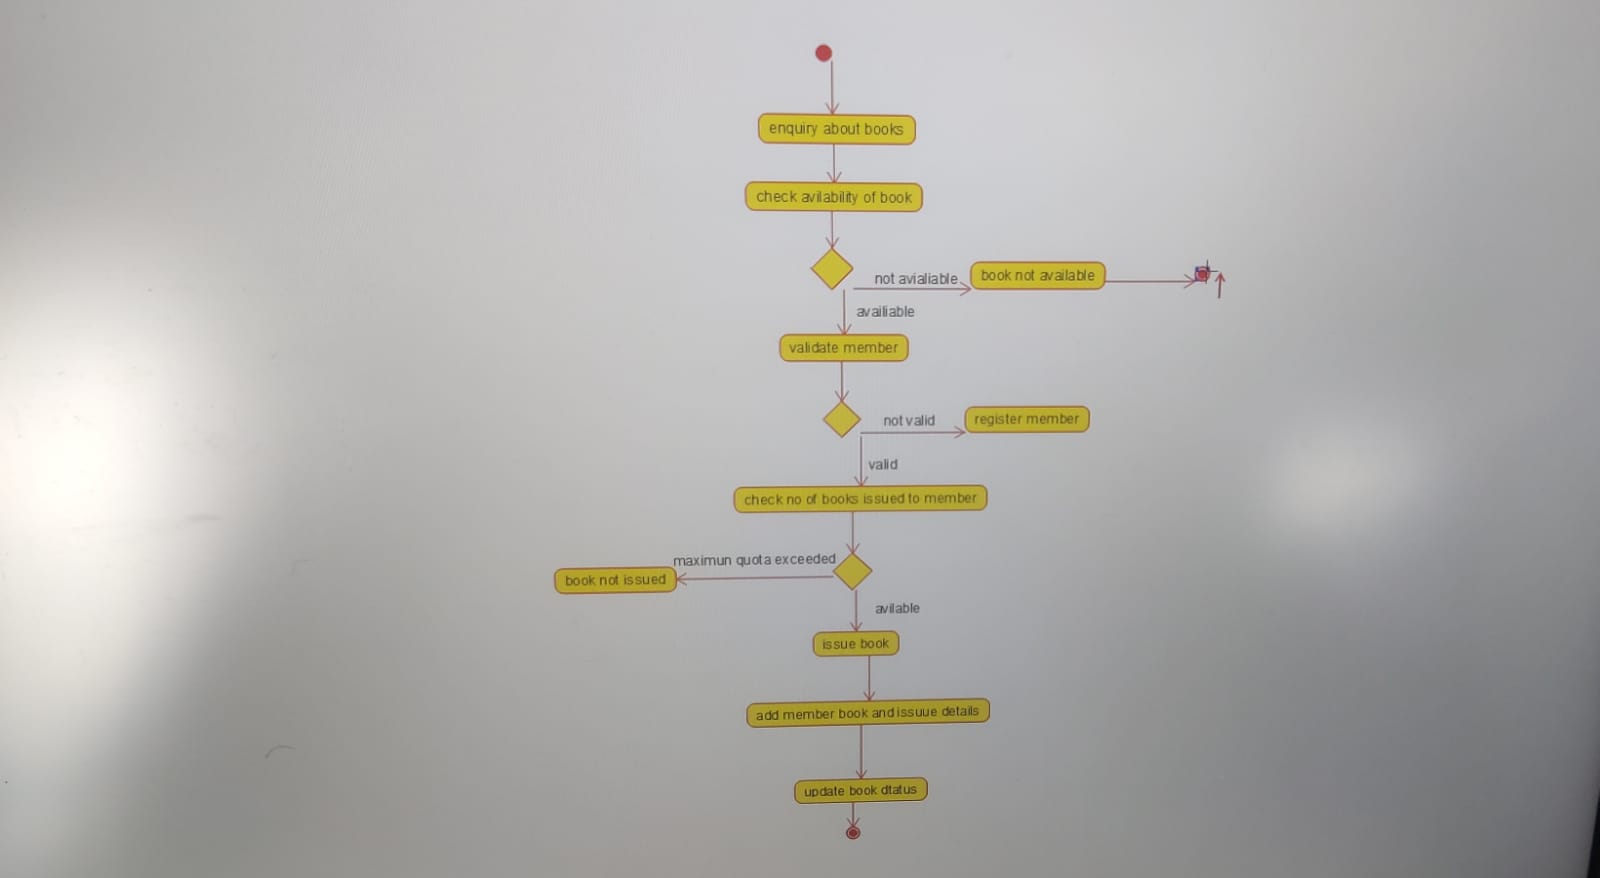 enquiry about books
check avilability of book
not avialiable
book not available
availiable
validate member
not valid
register member
valid
check no of books issued to member
maximun quota exceeded
book not issued
avilable
issue book
add member book and issuue details
update book dtatus